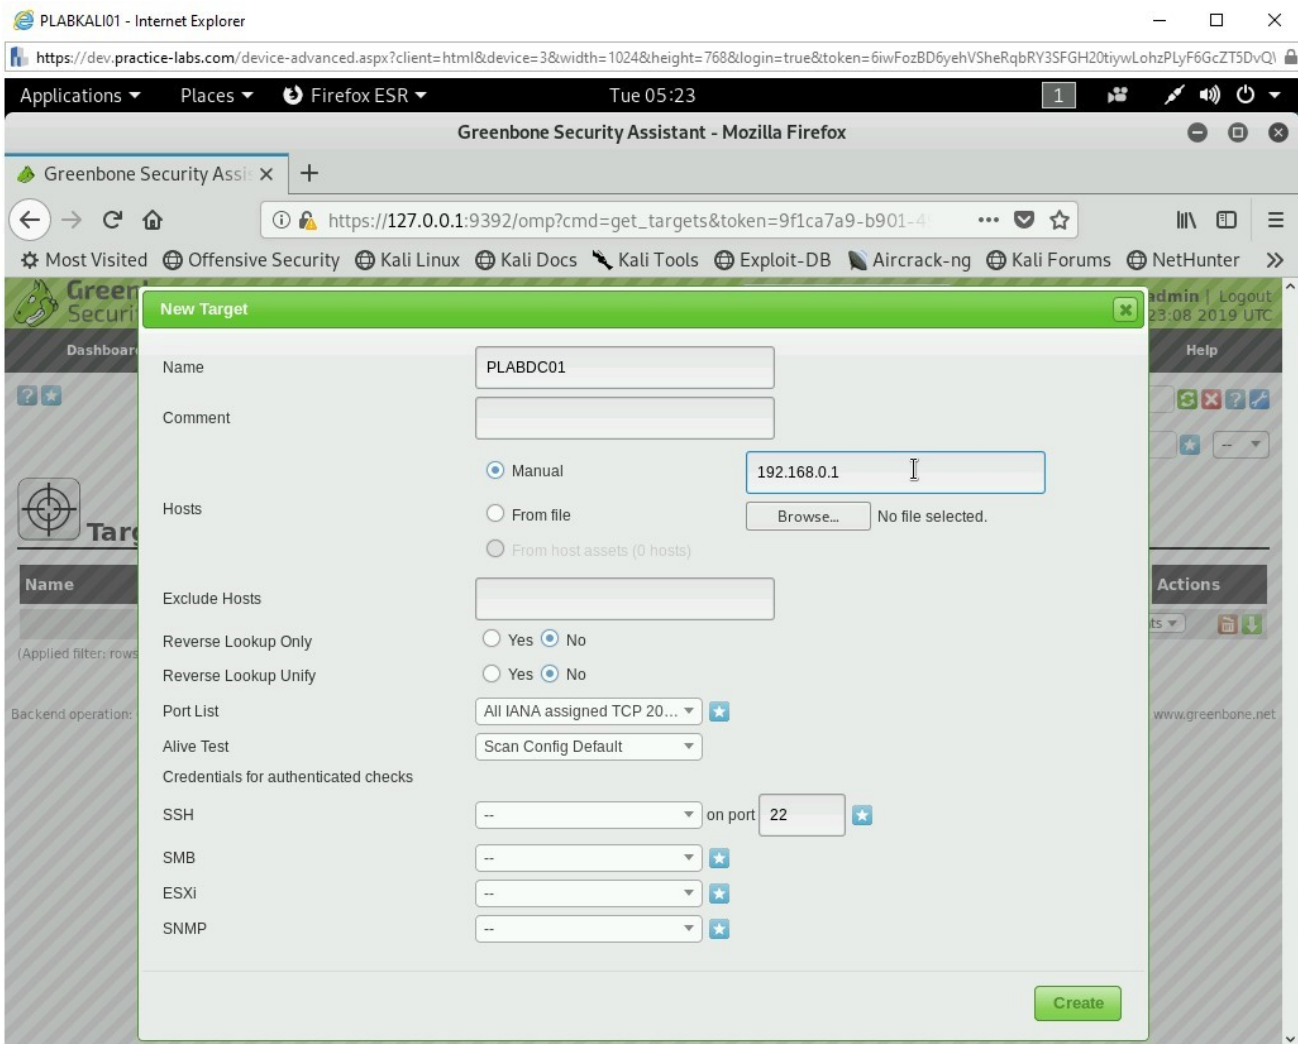 PLABKALI01 - Internet Explorer
https://dev.practice-labs.com/device-advanced.aspx?client=html&device=3&width=1024&height=768&login=true&token=6iwFozBD6yehVSheRqbRY3SFGH20tiywLohzPLyF6GcZT5DvQ\
Applications Places Firefox ESR Tue 05:23 1
Greenbone Security Assistant - Mozilla Firefox
Greenbone Security Assis
https://127.0.0.1:9392/omp?cmd=get_targets&token=9f1ca7a9-b901-4
Most Visited Offensive Security Kali Linux Kali Docs Kali Tools Exploit-DB Aircrack-ng Kali Forums NetHunter
Green admin | Logout
Securi 23:08 2019 UTC
New Target
Dashboar Help
Name PLABDC01
Comment
Manual 192.168.0.1
Hosts
From file Browse... No file selected.
From host assets (0 hosts)
Targ
Name Actions
Exclude Hosts
Reverse Lookup Only Yes No
(Applied filter: rows
Reverse Lookup Unify Yes No
Port List All IANA assigned TCP 20...
Backend operation: www.greenbone.net
Alive Test Scan Config Default
Credentials for authenticated checks
SSH -- on port 22
SMB --
ESXi --
SNMP --
Create